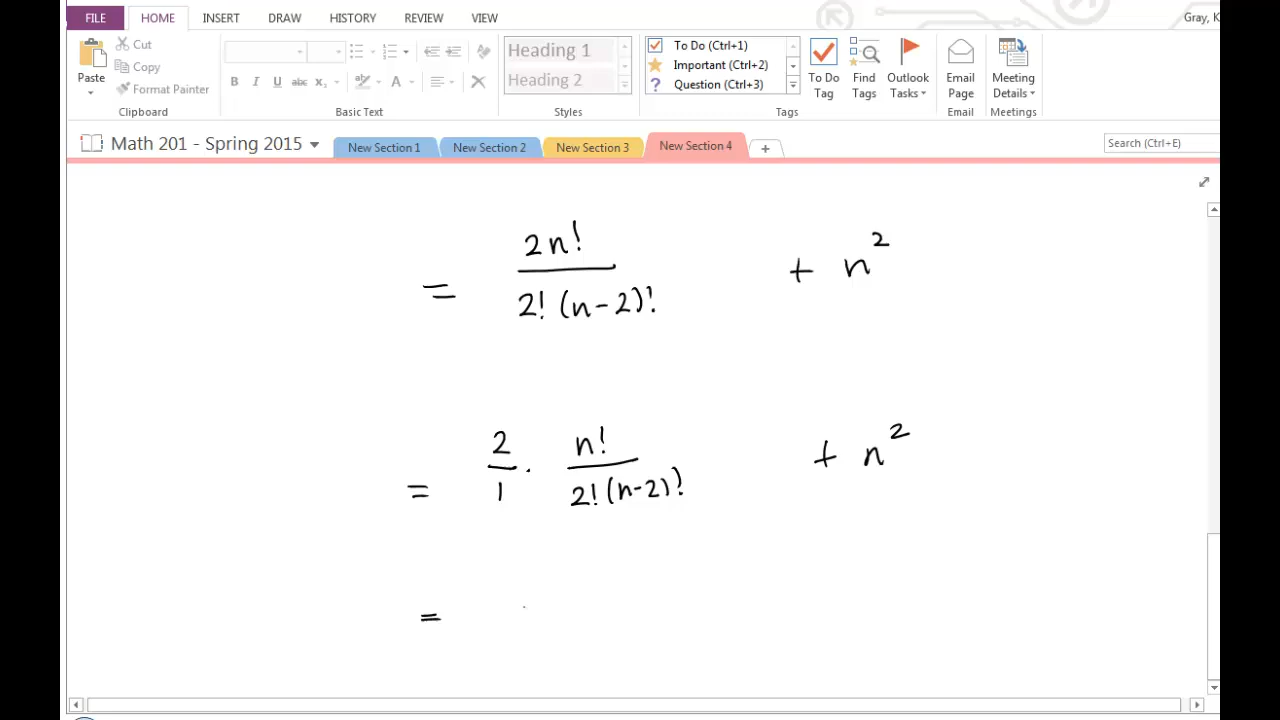 FILE HOME INSERT DRAW HISTORY REVIEW VIEW Gray, K
Paste Cut Copy Format Painter Clipboard
B I U abc x₂ A Basic Text
Heading 1
Heading 2
Styles
To Do (Ctrl+1)
Important (Ctrl+2)
Question (Ctrl+3)
To Do Tag
Find Tags
Tags
Outlook Tasks
Email Page
Email
Meeting Details
Meetings
Math 201 - Spring 2015 New Section 1 New Section 2 New Section 3 New Section 4 + Search (Ctrl+E)
= 2n! / 2!(n-2)! + n²
= 2/1 · n! / 2!(n-2)! + n²
=